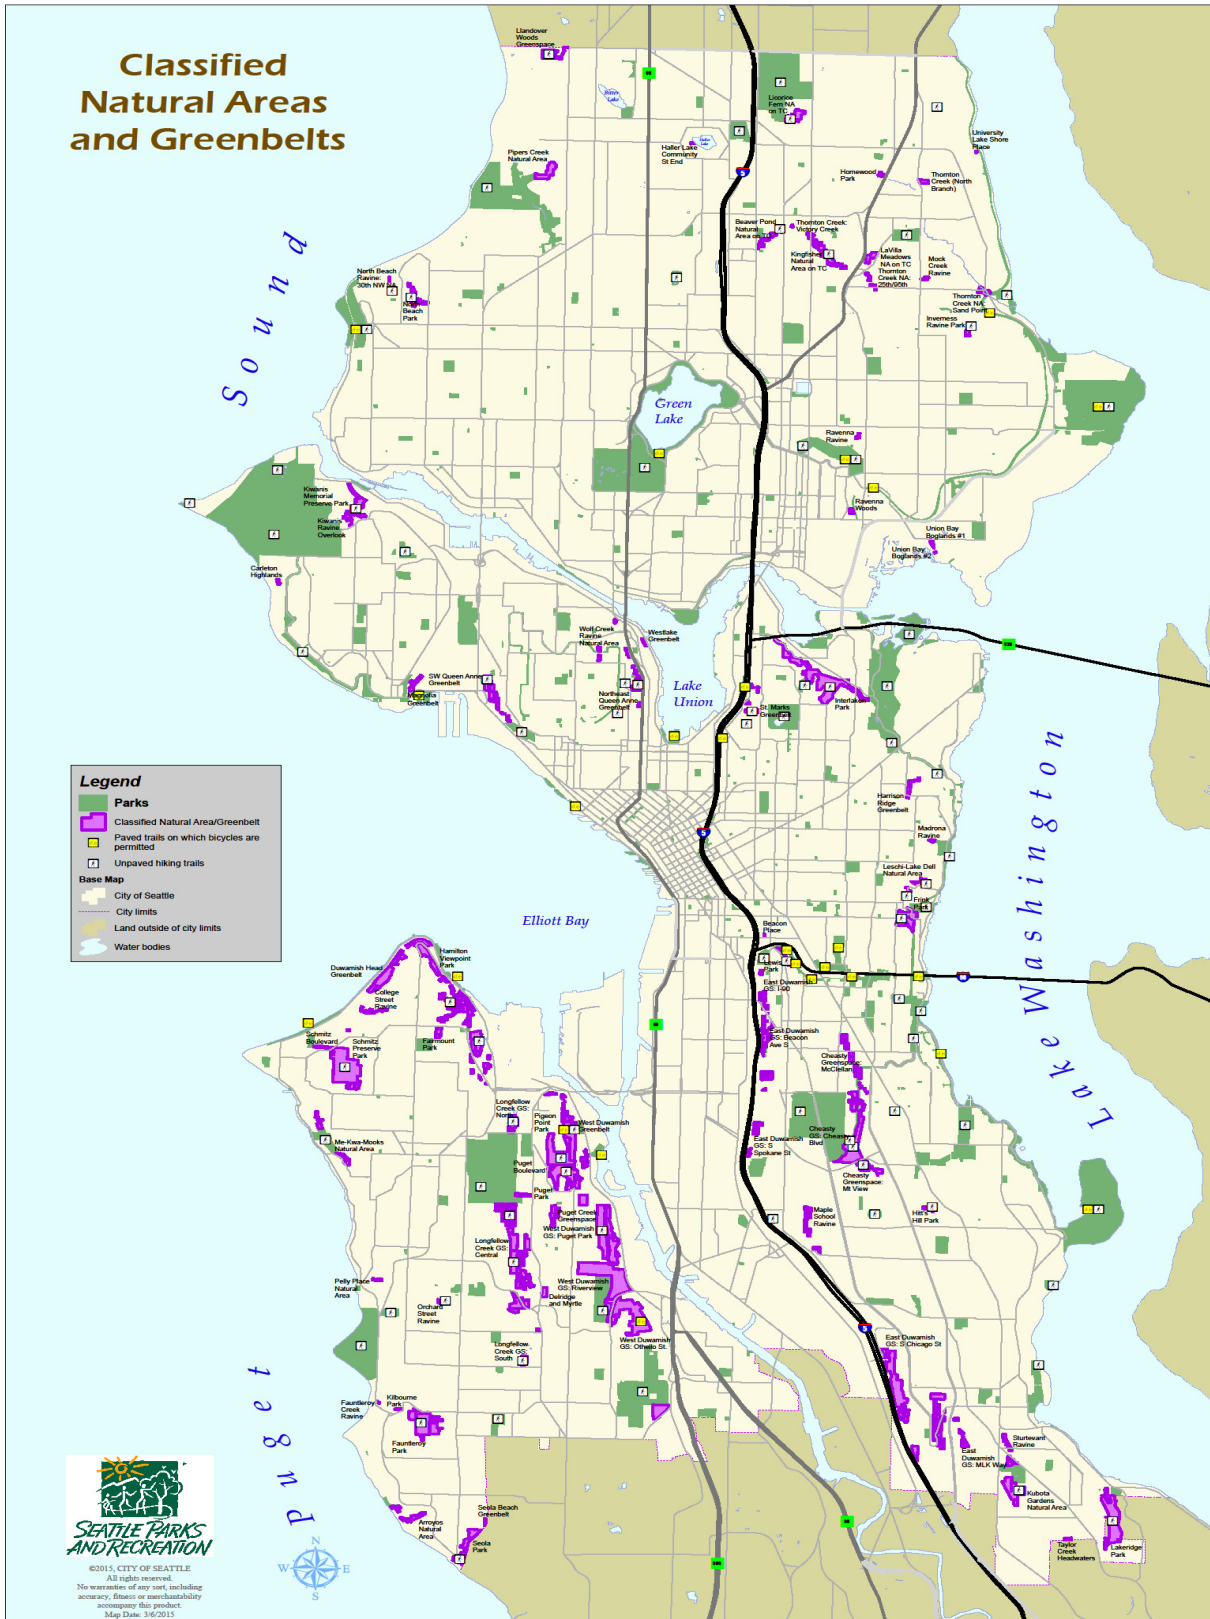 Classified
Natural Areas
and Greenbelts
Llandover
Woods
Greenspace
Bitter
Lake
Licorice
Fern NA
on TC
Haller
Lake
Haller Lake
Community
St End
University
Lake Shore
Place
Pipers Creek
Natural Area
Homewood
Park
Thornton
Creek (North
Branch)
Beaver Pond
Natural
Area on TC
Thornton Creek:
Victory Creek
Kingfisher
Natural
Area on TC
LaVilla
Meadows
NA on TC
Thornton
Creek NA:
25th/95th
Mock
Creek
Ravine
Thornton
Creek NA:
Sand Point
Inverness
Ravine Park
North Beach
Ravine:
30th NW NA
North
Beach
Park
Sound
Green
Lake
Ravenna
Ravine
Ravenna
Woods
Union Bay
Boglands #1
Union Bay
Boglands #2
Kiwanis
Memorial
Preserve Park
Kiwanis
Ravine
Overlook
Carleton
Highlands
Wolf Creek
Ravine
Natural Area
Westlake
Greenbelt
SW Queen Anne
Greenbelt
Magnolia
Greenbelt
Northeast
Queen Anne
Greenbelt
Lake
Union
St. Marks
Greenbelt
Interlaken
Park
Harrison
Ridge
Greenbelt
Madrona
Ravine
Leschi-Lake Dell
Natural Area
Frink
Park
Lake Washington
Legend
Parks
Classified Natural Area/Greenbelt
Paved trails on which bicycles are
permitted
Unpaved hiking trails
Base Map
City of Seattle
City limits
Land outside of city limits
Water bodies
Elliott Bay
Beacon
Place
Lewis
Park
East Duwamish
GS: I-90
East Duwamish
GS: Beacon
Ave S
Cheasty
Greenspace:
McClellan
Cheasty
GS: Cheasty
Blvd
Cheasty
Greenspace:
Mt View
East Duwamish
GS: S
Spokane St
Duwamish Head
Greenbelt
Hamilton
Viewpoint
Park
College
Street
Ravine
Fairmount
Park
Schmitz
Boulevard
Schmitz
Preserve
Park
Me-Kwa-Mooks
Natural Area
Longfellow
Creek GS:
North
Pigeon
Point
Park
West Duwamish
Greenbelt
Puget
Boulevard
Puget
Park
Puget Creek
Greenspace
West Duwamish
GS: Puget Park
Longfellow
Creek GS:
Central
West Duwamish
GS: Riverview
Delridge
and Myrtle
West Duwamish
GS: Othello St.
Maple
School
Ravine
Hitt's
Hill Park
Pelly Place
Natural
Area
Orchard
Street
Ravine
Longfellow
Creek GS:
South
Fauntleroy
Creek
Ravine
Kilbourne
Park
Fauntleroy
Park
East Duwamish
GS: S Chicago St
East
Duwamish
GS: MLK Way
Sturtevant
Ravine
Kubota
Gardens
Natural Area
Taylor
Creek
Headwaters
Lakeridge
Park
Puget
Arroyos
Natural
Area
Seola Beach
Greenbelt
Seola
Park
N
W
E
S
5
5
5
SEATTLE PARKS
AND RECREATION
©2015, CITY OF SEATTLE
All rights reserved.
No warranties of any sort, including
accuracy, fitness or merchantability
accompany this product.
Map Date: 3/6/2015